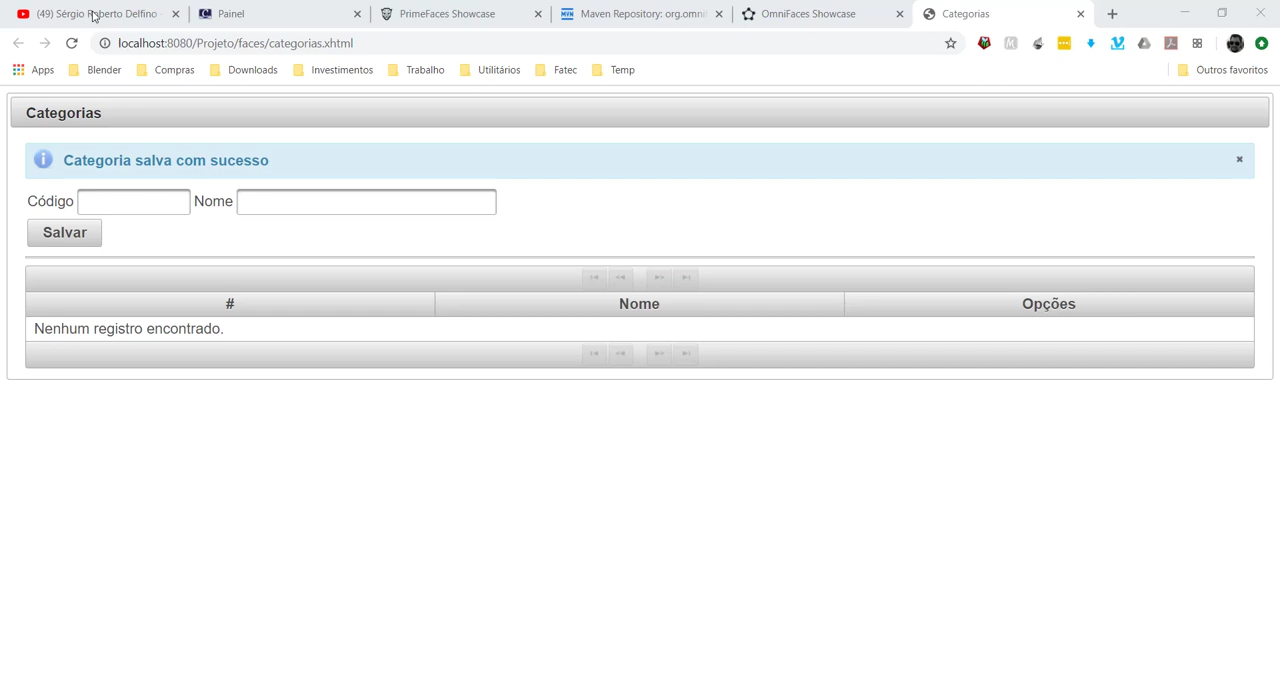 (49) Sérgio Roberto Delfino -
Painel
PrimeFaces Showcase
Maven Repository: org.omni
OmniFaces Showcase
Categorias
localhost:8080/Projeto/faces/categorias.xhtml
Apps
Blender
Compras
Downloads
Investimentos
Trabalho
Utilitários
Fatec
Temp
Outros favoritos
Categorias
Categoria salva com sucesso
Código
Nome
Salvar
# Nome Opções
Nenhum registro encontrado.